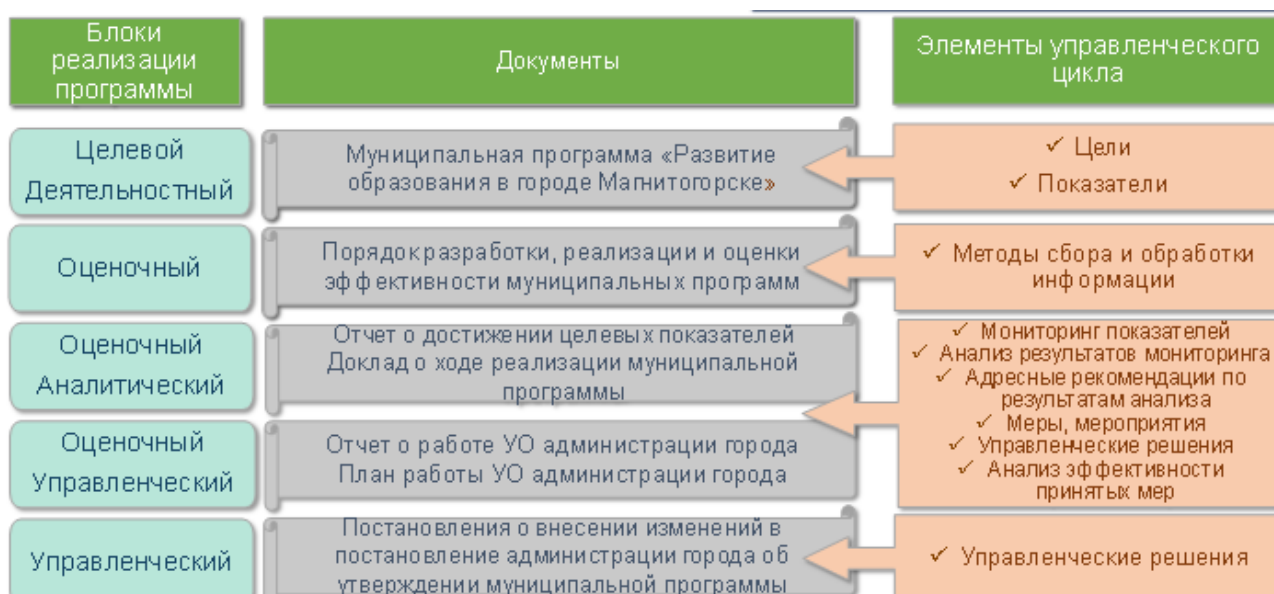 Блоки
реализации
программы
Документы
Элементы управленческого
цикла
Целевой
Деятельностный
Муниципальная программа «Развитие
образования в городе Магнитогорске»
✓ Цели
✓ Показатели
Оценочный
Порядок разработки, реализации и оценки
эффективности муниципальных программ
✓ Методы сбора и обработки
информации
Оценочный
Аналитический
Отчет о достижении целевых показателей
Доклад о ходе реализации муниципальной
программы
Оценочный
Управленческий
Отчет о работе УО администрации города
План работы УО администрации города
✓ Мониторинг показателей
✓ Анализ результатов мониторинга
✓ Адресные рекомендации по
результатам анализа
✓ Меры, мероприятия
✓ Управленческие решения
✓ Анализ эффективности
принятых мер
Управленческий
Постановления о внесении изменений в
постановление администрации города об
утверждении муниципальной программы
✓ Управленческие решения